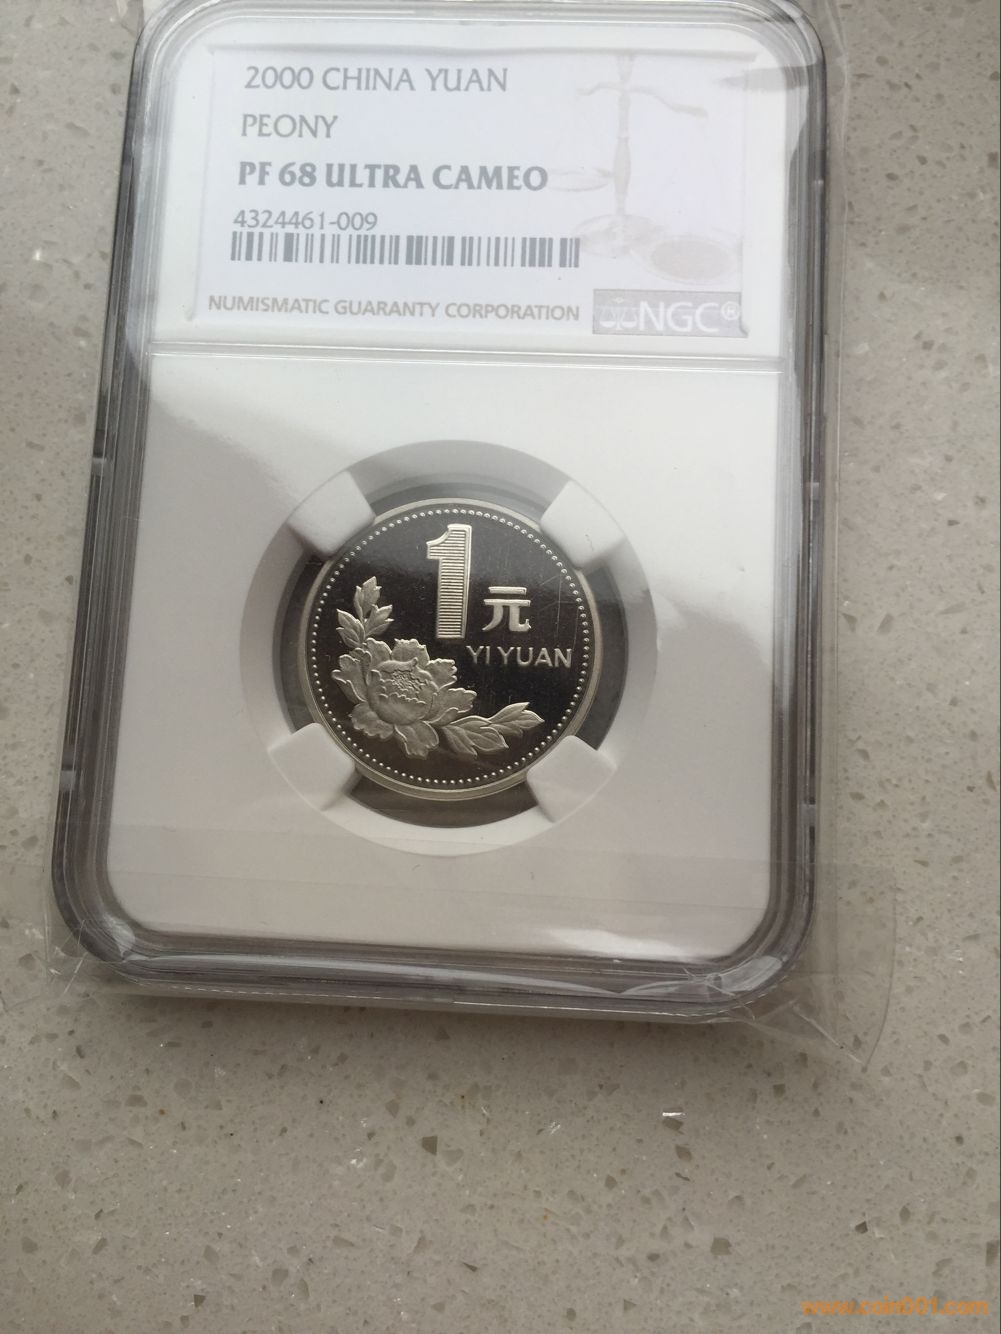 2000 CHINA YUAN
PEONY
PF 68 ULTRA CAMEO
4324461-009
NUMISMATIC GUARANTY CORPORATION
NGC®
1
元
YI YUAN
www.coin001.com